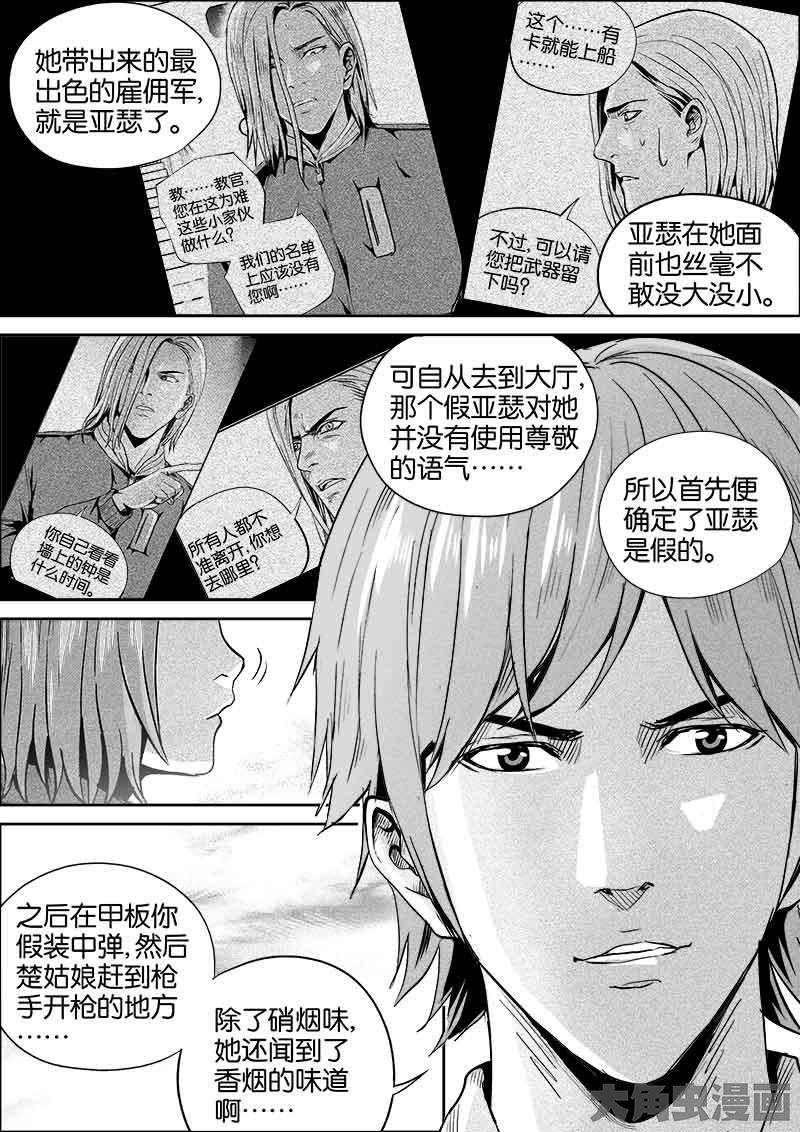 她带出来的最
出色的雇佣军,
就是亚瑟了。
教……教官,
您在这为难
这些小家伙
做什么?
我们的名单
上应该没有
您啊……
这个……有
卡就能上船
……
不过,可以请
您把武器留
下吗?
亚瑟在她面
前也丝毫不
敢没大没小。
你自己看看
墙上的钟是
什么时间。
所有人都不
准离开,你想
去哪里?
可自从去到大厅,
那个假亚瑟对她
并没有使用尊敬
的语气……
所以首先便
确定了亚瑟
是假的。
之后在甲板你
假装中弹,然后
楚姑娘赶到枪
手开枪的地方
……
除了硝烟味,
她还闻到了
香烟的味道
啊……
大角虫漫画